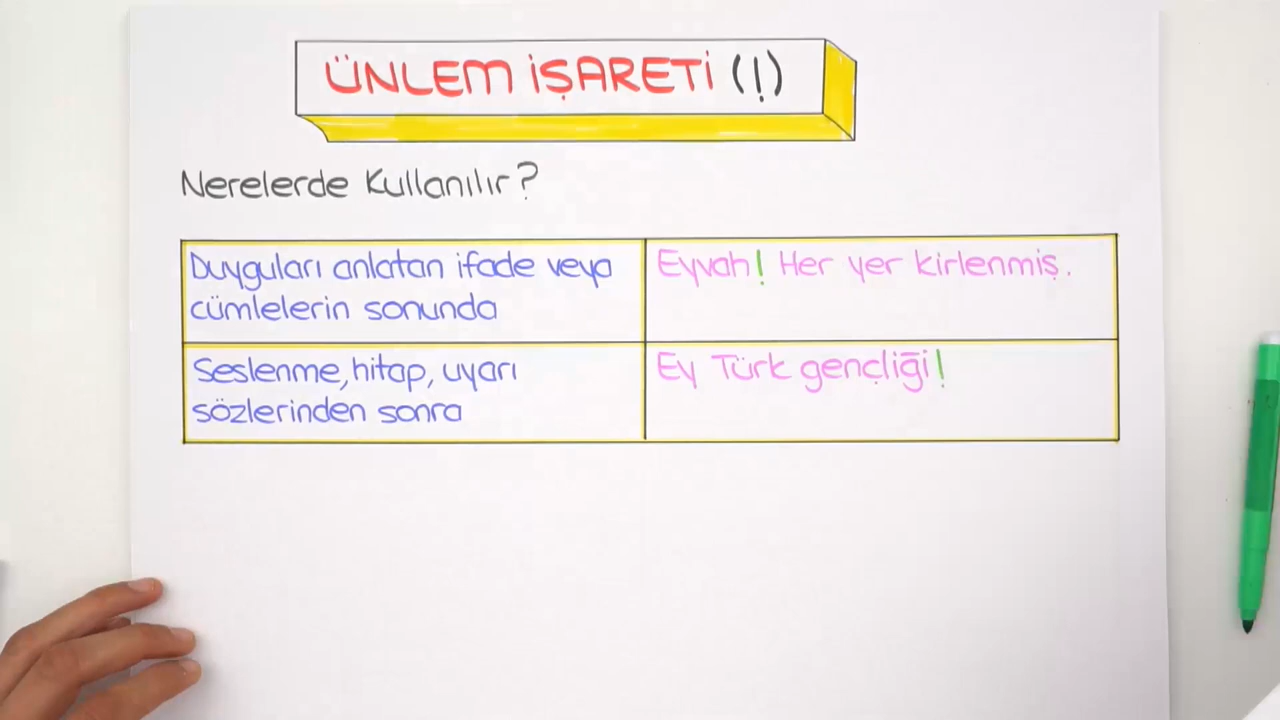 ÜNLEM İŞARETİ (!)
Nerelerde Kullanılır?
Duyguları anlatan ifade veya
cümlelerin sonunda
Eyvah! Her yer kirlenmiş.
Seslenme, hitap, uyarı
sözlerinden sonra
Ey Türk gençliği!